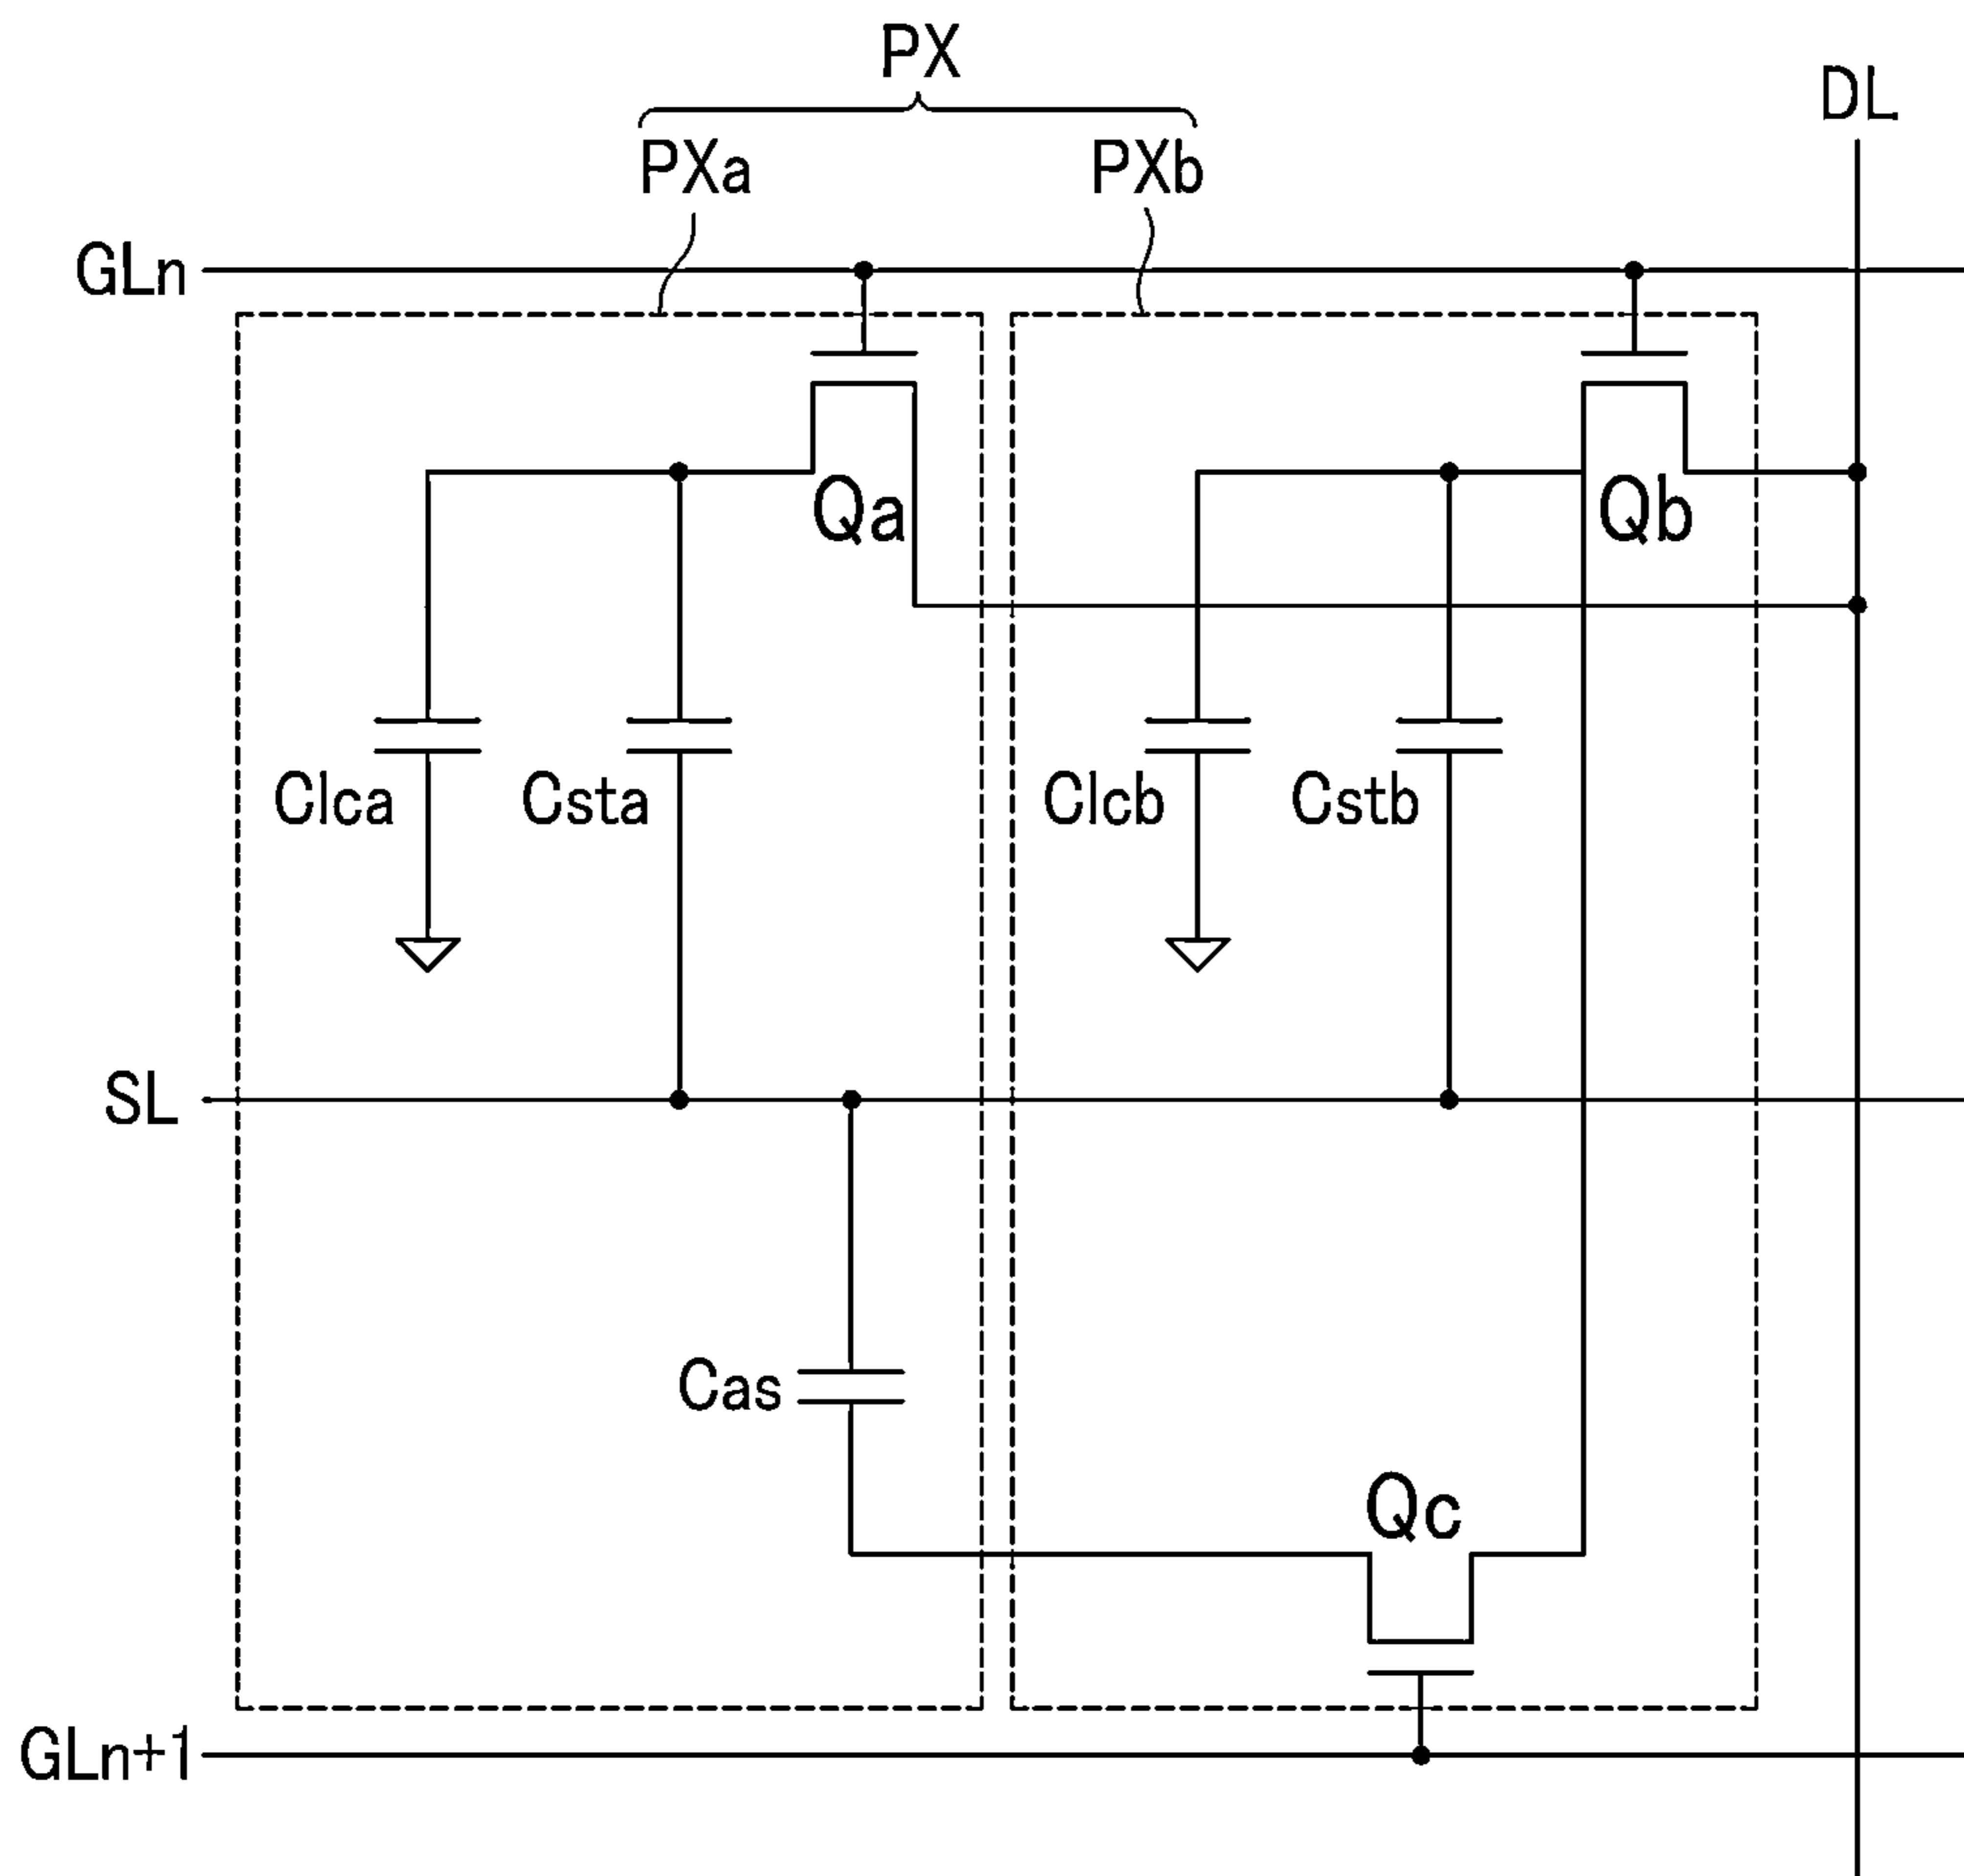 PX
DL
PXa
PXb
GLn
Qa
Qb
Clca
Csta
Clcb
Cstb
SL
Cas
Qc
GLn+1